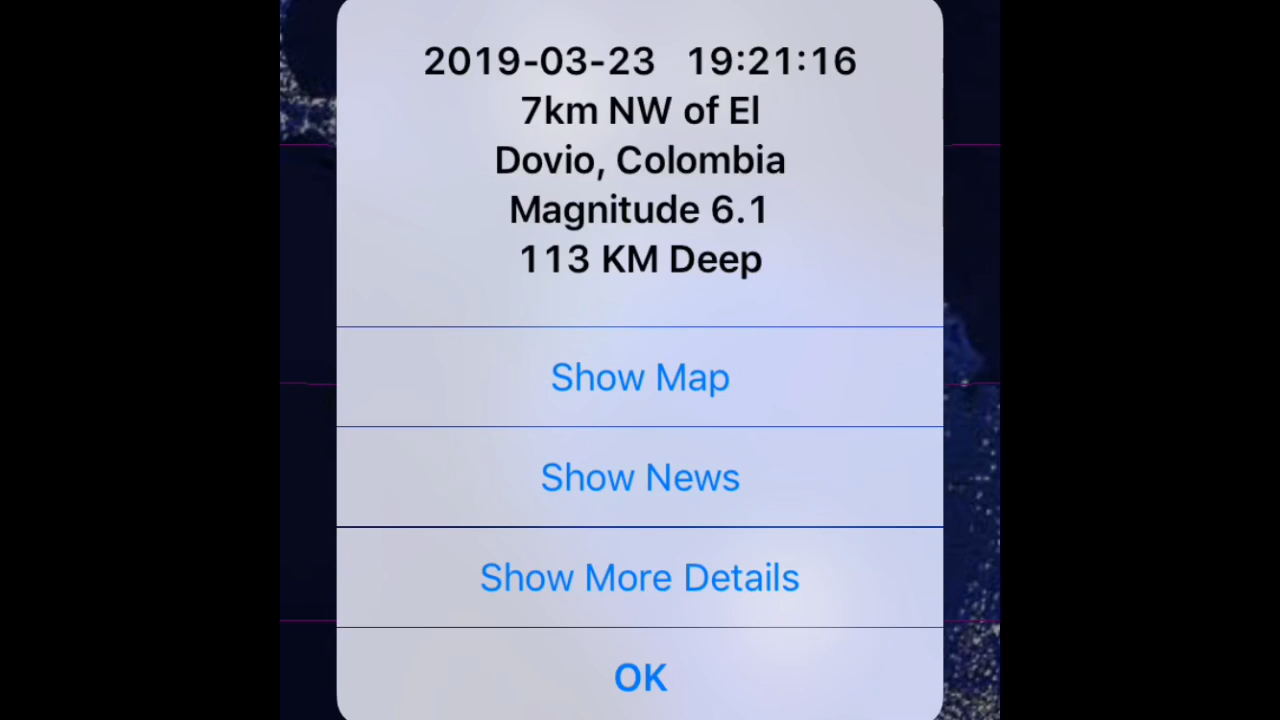 2019-03-23 19:21:16
7km NW of El
Dovio, Colombia
Magnitude 6.1
113 KM Deep
Show Map
Show News
Show More Details
OK